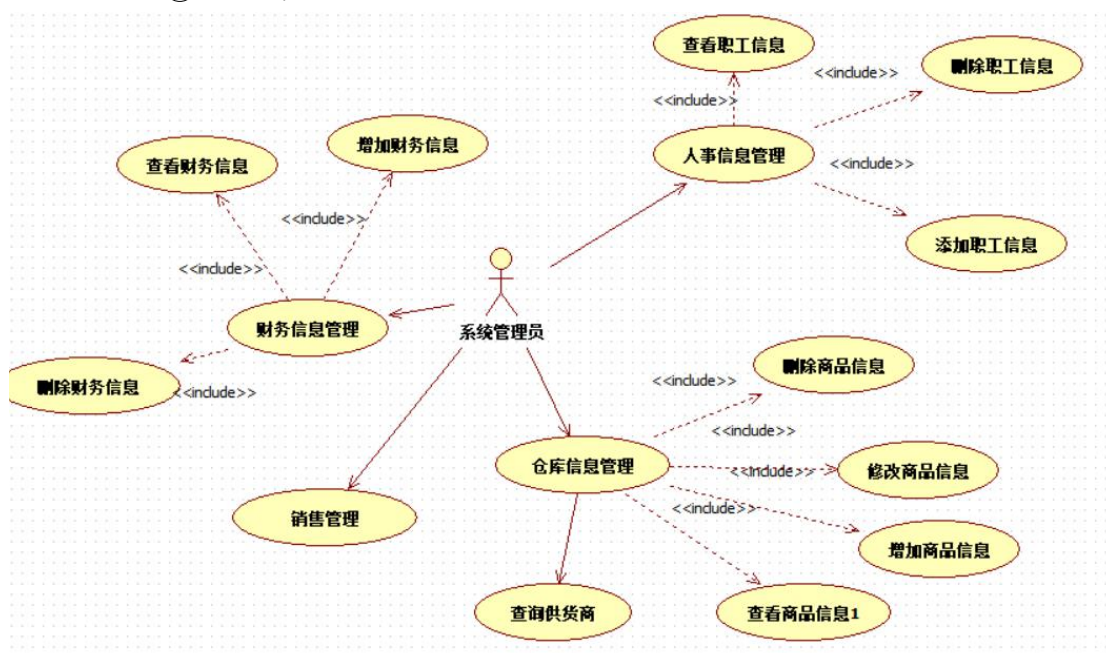 查看职工信息
<<include>>
删除职工信息
<<include>>
增加财务信息
人事信息管理
<<include>>
查看财务信息
<<include>>
添加职工信息
<<include>>
财务信息管理
系统管理员
删除财务信息
<<include>>
删除商品信息
<<include>>
<<include>>
仓库信息管理
<<include>>
修改商品信息
<<include>>
销售管理
增加商品信息
查询供货商
查看商品信息1